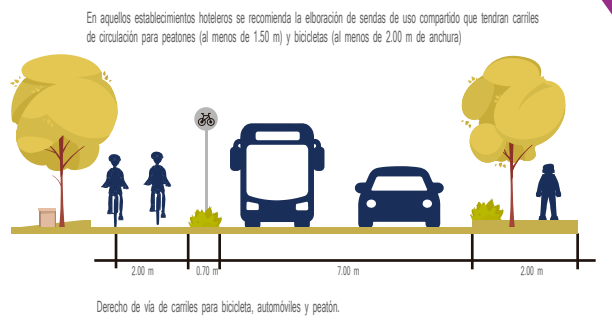 En aquellos establecimientos hoteleros se recomienda la elboración de sendas de uso compartido que tendran carriles
de circulación para peatones (al menos de 1.50 m) y bicicletas (al menos de 2.00 m de anchura)
2.00 m
0.70 m
7.00 m
2.00 m
Derecho de vía de carriles para bicicleta, automóviles y peatón.